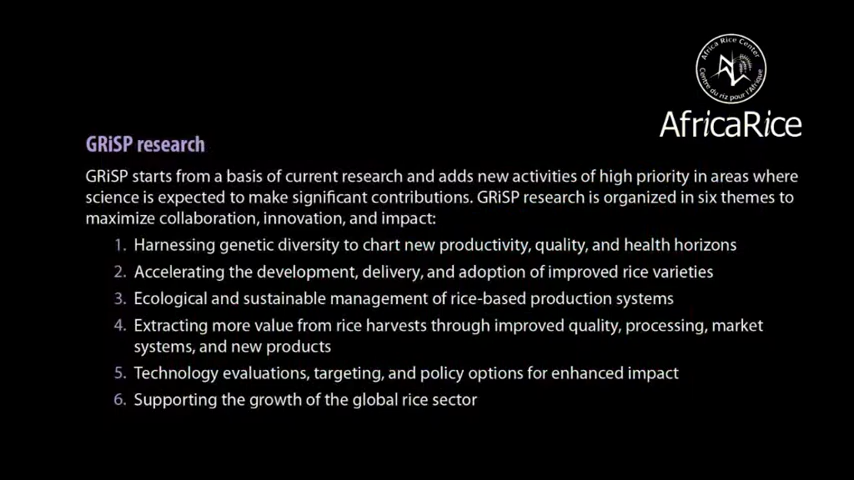 Africa Rice Center
Centre du riz pour l'Afrique
AfricaRice
GRiSP research
GRiSP starts from a basis of current research and adds new activities of high priority in areas where
science is expected to make significant contributions. GRiSP research is organized in six themes to
maximize collaboration, innovation, and impact:
1. Harnessing genetic diversity to chart new productivity, quality, and health horizons
2. Accelerating the development, delivery, and adoption of improved rice varieties
3. Ecological and sustainable management of rice-based production systems
4. Extracting more value from rice harvests through improved quality, processing, market
systems, and new products
5. Technology evaluations, targeting, and policy options for enhanced impact
6. Supporting the growth of the global rice sector